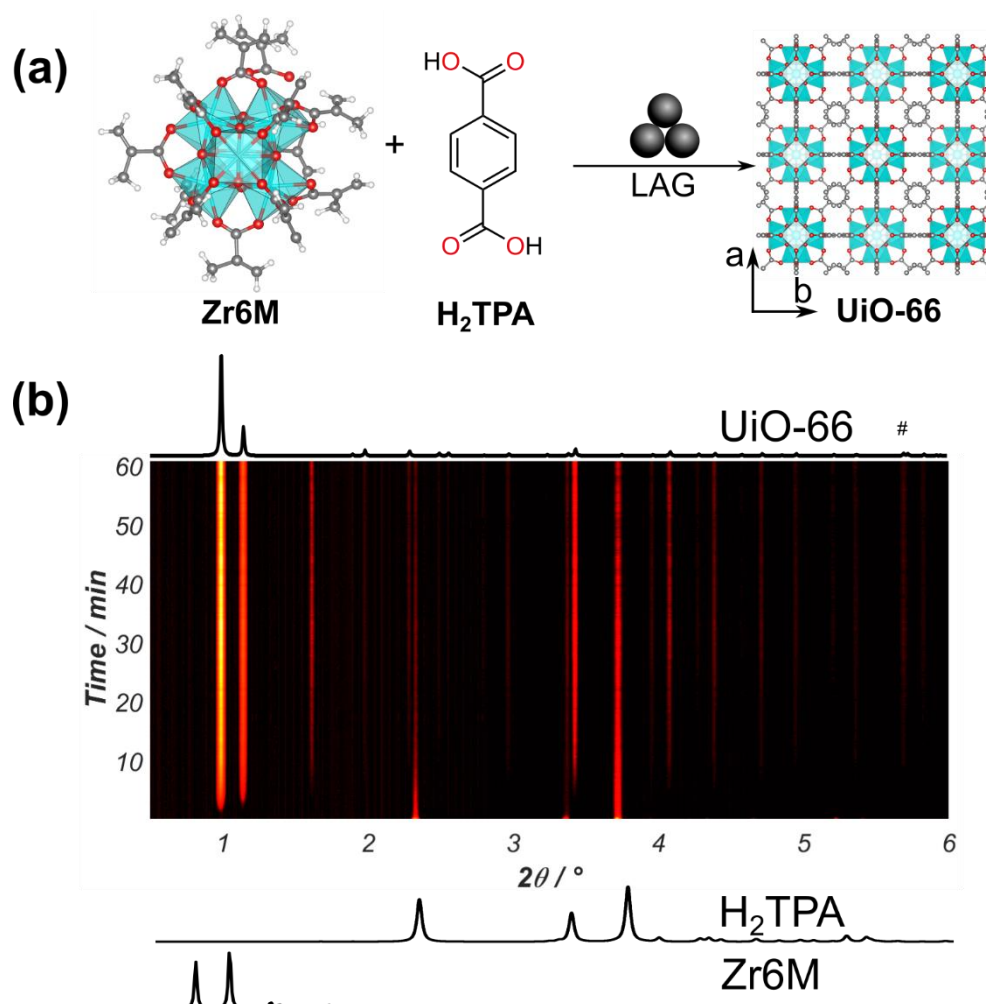 (a)
HO
O
+
LAG
O
OH
a
b
Zr6M
H₂TPA
UiO-66
(b)
UiO-66
#
60
50
40
30
20
10
Time / min
1
2
3
4
5
6
2θ / °
H₂TPA
Zr6M